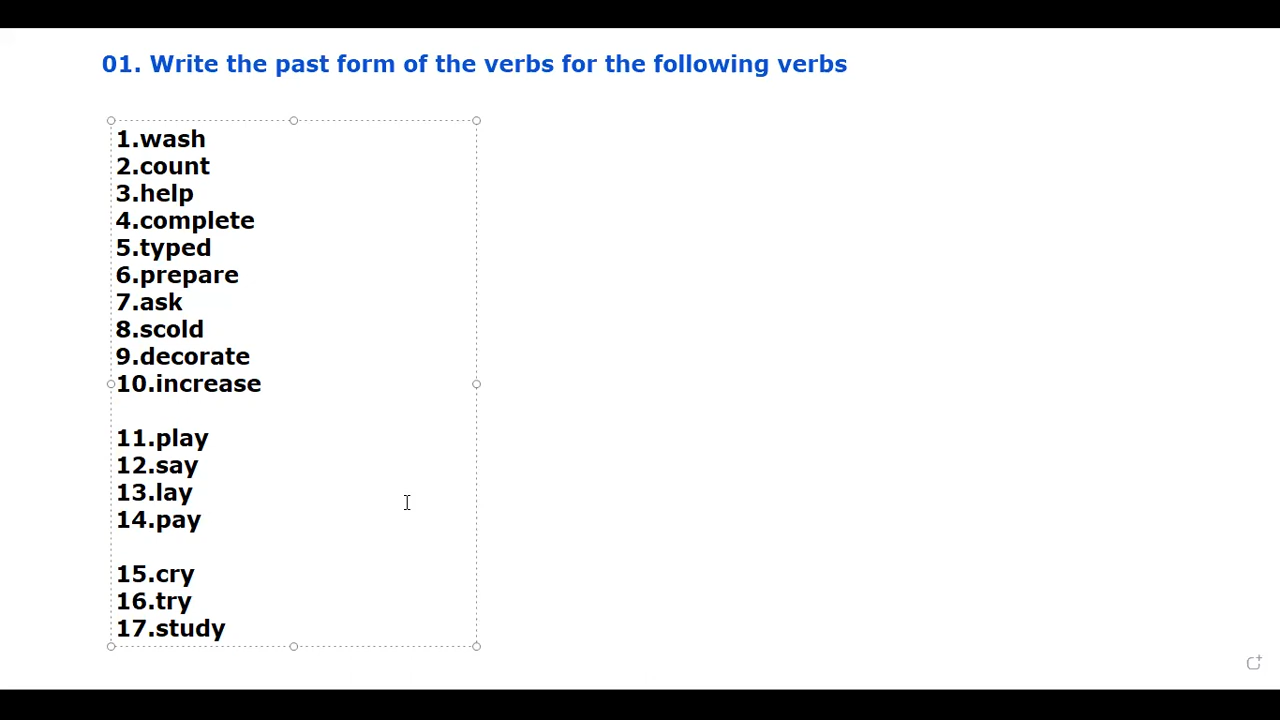 01. Write the past form of the verbs for the following verbs
1.wash
2.count
3.help
4.complete
5.typed
6.prepare
7.ask
8.scold
9.decorate
10.increase
11.play
12.say
13.lay
14.pay
15.cry
16.try
17.study